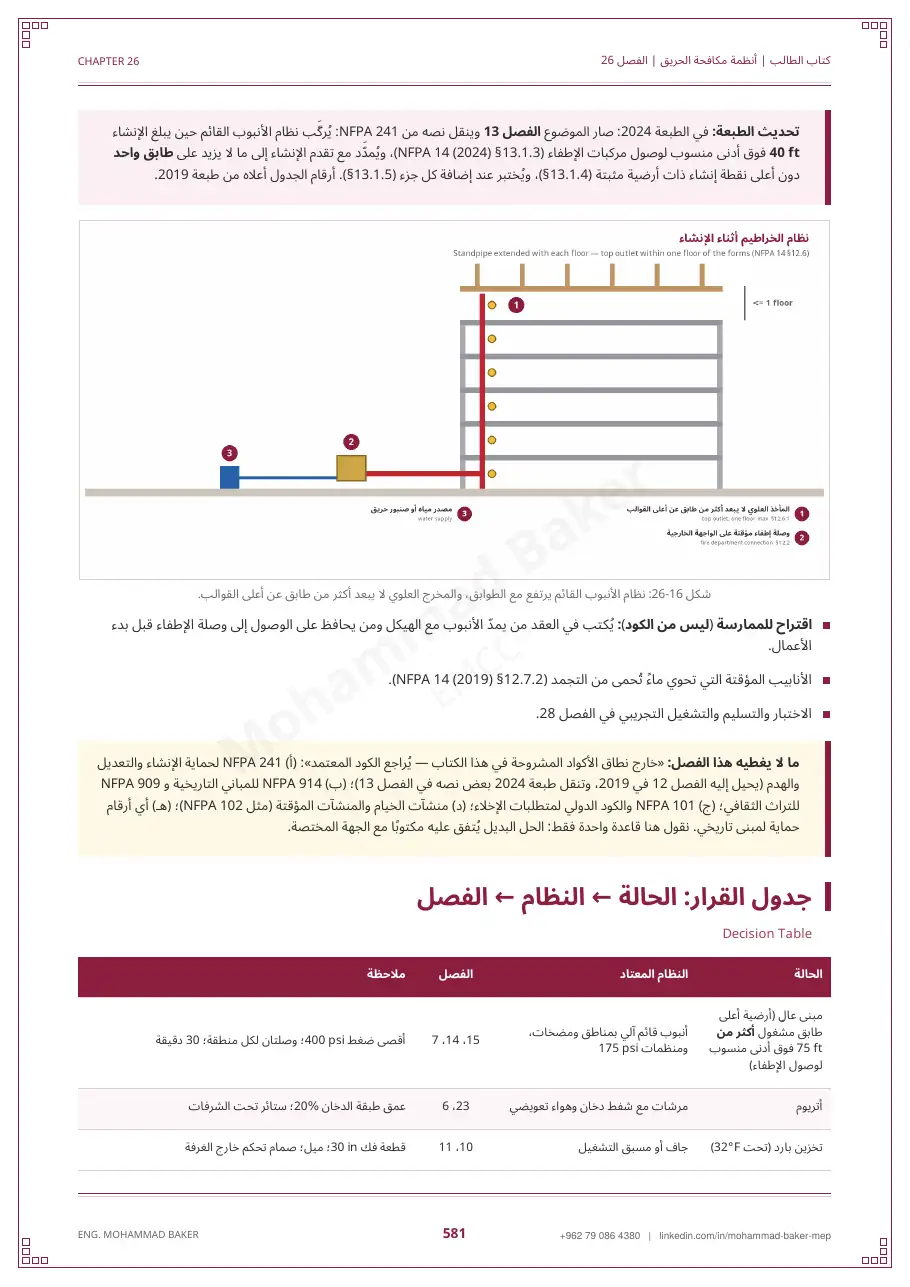 كتاب الطالب | أنظمة مكافحة الحريق | الفصل 26
CHAPTER 26
تحديث الطبعة: في الطبعة 2024: صار الموضوع الفصل 13 وينقل نصه من NFPA 241: يُركَّب نظام الأنبوب القائم حين يبلغ الإنشاء
40 ft فوق أدنى منسوب لوصول مركبات الإطفاء (NFPA 14 (2024) §13.1.3)، ويُمدَّد مع تقدم الإنشاء إلى ما لا يزيد على طابق واحد
دون أعلى نقطة إنشاء ذات أرضية مثبتة (§13.1.4)، ويُختبر عند إضافة كل جزء (§13.1.5). أرقام الجدول أعلاه من طبعة 2019.
نظام الخراطيم أثناء الإنشاء
Standpipe extended with each floor — top outlet within one floor of the forms (NFPA 14 §12.6)
<= 1 floor
1
2
3
1 المأخذ العلوي لا يبعد أكثر من طابق عن أعلى القوالب
top outlet, one floor max §12.6.1
2 وصلة إطفاء مؤقتة على الواجهة الخارجية
fire department connection §12.2
3 مصدر مياه أو صنبور حريق
water supply
شكل 16-26: نظام الأنبوب القائم يرتفع مع الطوابق، والمخرج العلوي لا يبعد أكثر من طابق عن أعلى القوالب.
Mohammad Baker
EMCC
اقتراح للممارسة (ليس من الكود): يُكتب في العقد من يمدّ الأنبوب مع الهيكل ومن يحافظ على الوصول إلى وصلة الإطفاء قبل بدء
الأعمال.
الأنابيب المؤقتة التي تحوي ماءً تُحمى من التجمد (NFPA 14 (2019) §12.7.2).
الاختبار والتسليم والتشغيل التجريبي في الفصل 28.
ما لا يغطيه هذا الفصل: «خارج نطاق الأكواد المشروحة في هذا الكتاب — يُراجع الكود المعتمد»: (أ) NFPA 241 لحماية الإنشاء والتعديل
والهدم (يحيل إليه الفصل 12 في 2019، وتنقل طبعة 2024 بعض نصه في الفصل 13)؛ (ب) NFPA 914 للمباني التاريخية و NFPA 909
للتراث الثقافي؛ (ج) NFPA 101 والكود الدولي لمتطلبات الإخلاء؛ (د) منشآت الخيام والمنشآت المؤقتة (مثل NFPA 102)؛ (هـ) أي أرقام
حماية لمبنى تاريخي. نقول هنا قاعدة واحدة فقط: الحل البديل يُتفق عليه مكتوبًا مع الجهة المختصة.
جدول القرار: الحالة ← النظام ← الفصل
Decision Table
الحالة النظام المعتاد الفصل ملاحظة
مبنى عالٍ (أرضية أعلى
طابق مشغول أكثر من
75 ft فوق أدنى منسوب
لوصول الإطفاء)
أنبوب قائم آلي بمناطق ومضخات،
ومنظمات 175 psi
15، 14، 7
أقصى ضغط 400 psi؛ وصلتان لكل منطقة؛ 30 دقيقة
أتريوم مرشات مع شفط دخان وهواء تعويضي 23، 6 عمق طبقة الدخان 20%؛ ستائر تحت الشرفات
تخزين بارد (تحت 32°F) جاف أو مسبق التشغيل 10، 11 قطعة فك 30 in؛ ميل؛ صمام تحكم خارج الغرفة
ENG. MOHAMMAD BAKER
581
+962 79 086 4380 | linkedin.com/in/mohammad-baker-mep